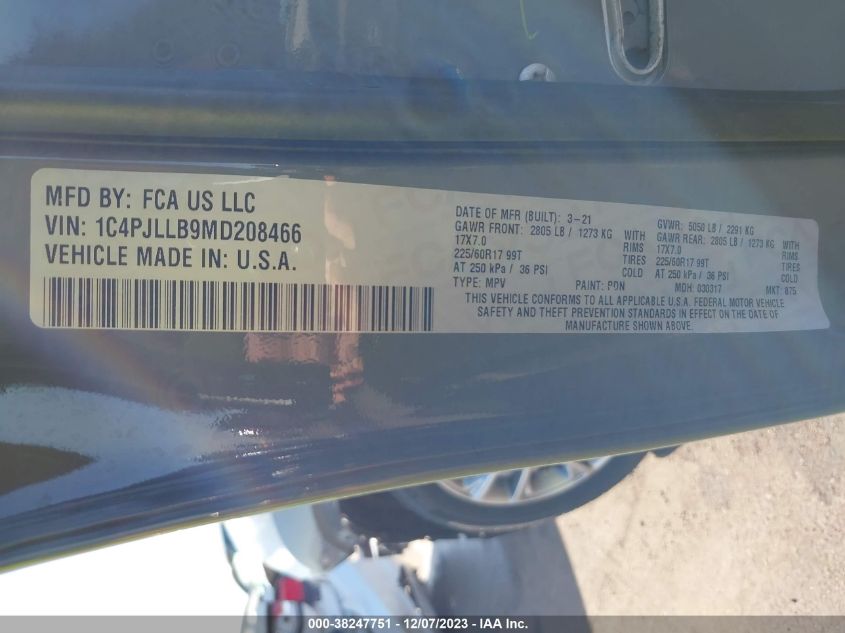 MFD BY: FCA US LLC
VIN: 1C4PJLLB9MD208466
VEHICLE MADE IN: U.S.A.
DATE OF MFR (BUILT): 3-21 GVWR: 5050 LB / 2291 KG
GAWR FRONT: 2805 LB / 1273 KG WITH GAWR REAR: 2805 LB / 1273 KG WITH
17X7.0 RIMS 17X7.0 RIMS
225/60R17 99T TIRES 225/60R17 99T TIRES
AT 250 kPa / 36 PSI COLD AT 250 kPa / 36 PSI COLD
TYPE: MPV PAINT: PDN MDH: 030317 MKT: 875
THIS VEHICLE CONFORMS TO ALL APPLICABLE U.S.A. FEDERAL MOTOR VEHICLE
SAFETY AND THEFT PREVENTION STANDARDS IN EFFECT ON THE DATE OF
MANUFACTURE SHOWN ABOVE.
000-38247751 - 12/07/2023 - IAA Inc.